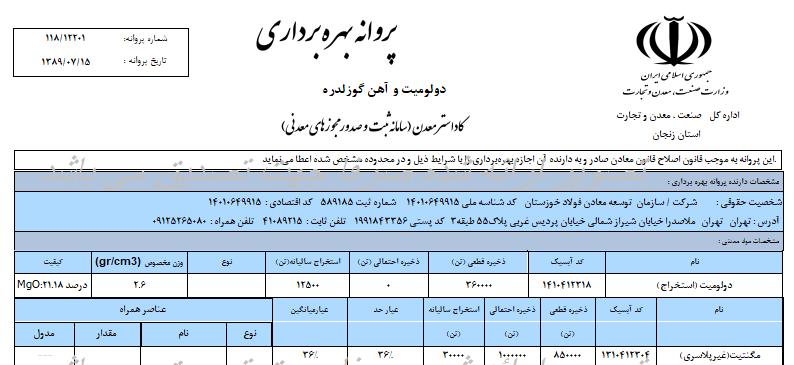 جمهوری اسلامی ایران
وزارت صنعت، معدن و تجارت
اداره کل صنعت ، معدن و تجارت
استان زنجان
پروانه بهره برداری
دولومیت و آهن گوزلدره
کاداستر معدن (سامانه ثبت و صدور مجوزهای معدنی)
شماره پروانه: ۱۱۸/۱۲۲۰۱
تاریخ پروانه : ۱۳۸۹/۰۷/۱۵
این پروانه به موجب قانون اصلاح قانون معادن صادر و به دارنده آن اجازه بهره‌برداری را با شرایط ذیل و در محدوده مشخص شده اعطا می نماید.
مشخصات دارنده پروانه بهره برداری :
شخصیت حقوقی : شرکت / سازمان توسعه معادن فولاد خوزستان کد شناسه ملی ۱۴۰۱۰۶۴۹۹۱۵ شماره ثبت ۵۸۹۱۸۵ کد اقتصادی : ۱۴۰۱۰۶۴۹۹۱۵
آدرس : تهران تهران ملاصدرا خیابان شیراز شمالی خیابان پردیس غربی پلاک۵۵ طبقه۳ کد پستی ۱۹۹۱۸۴۳۳۵۶ تلفن ثابت : ۴۱۰۸۹۲۱۵ تلفن همراه : ۰۹۱۲۵۲۶۵۰۸۰
مشخصات مواد معدنی :
نام کد آیسیک ذخیره قطعی (تن) ذخیره احتمالی (تن) استخراج سالیانه(تن) نوع وزن مخصوص (gr/cm3) کیفیت
دولومیت (استخراج) ۱۴۱۰۴۱۲۳۱۸ ۳۶۰۰۰۰ ۰ ۱۲۵۰۰ ۲.۶ درصد MgO:۲۱.۱۸
نام کد آیسیک ذخیره قطعی (تن) ذخیره احتمالی (تن) استخراج سالیانه (تن) عیار حد عیارمیانگین عناصر همراه
نوع نام مقدار مدول
مگنتیت(غیرپلاسری) ۱۳۱۰۴۱۲۳۰۴ ۸۵۰۰۰۰ ۱۰۰۰۰۰۰ ۳۰۰۰۰ ۳۶٪ ۳۶٪ ---